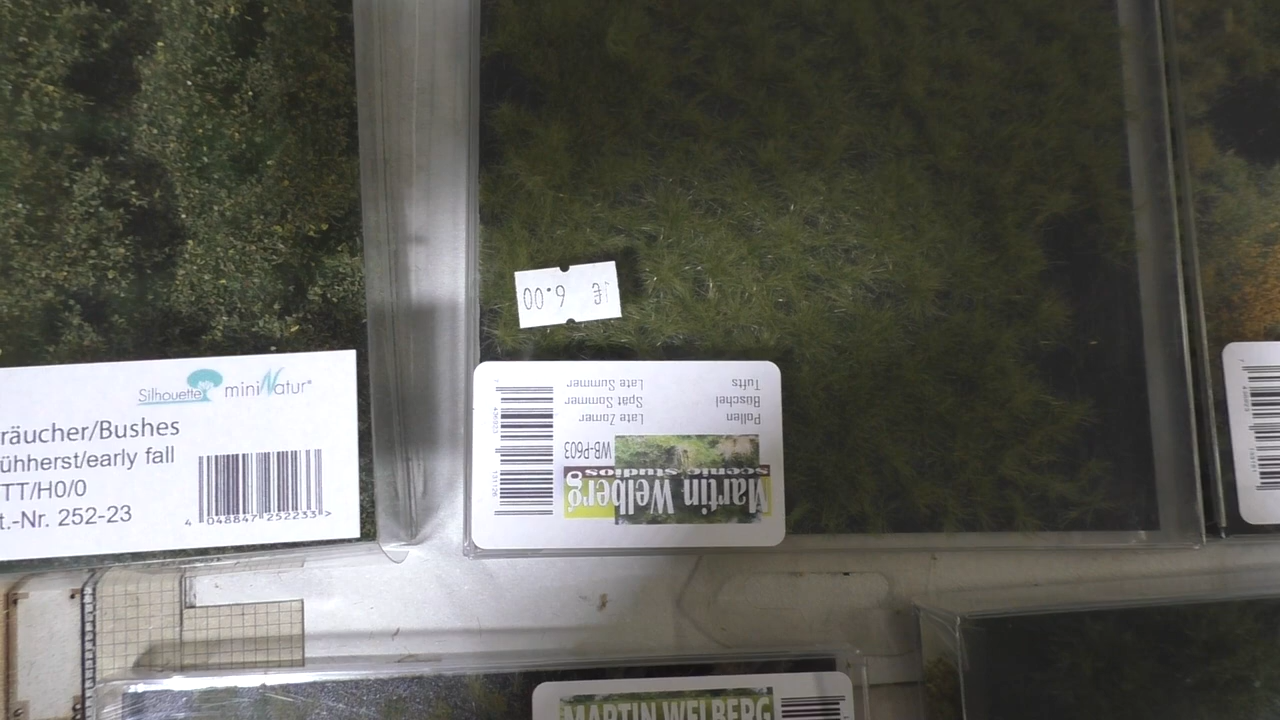 Silhouette miniNatur®
räucher/Bushes
ühherst/early fall
TT/H0/0
t.-Nr. 252-23
4 048847 252233 >
9.00
Martin Welberg
scenic studios
WB-P603
Pollen Late Zomer
Büschel Spät Sommer
Tufts Late Summer
MARTIN WELBERG